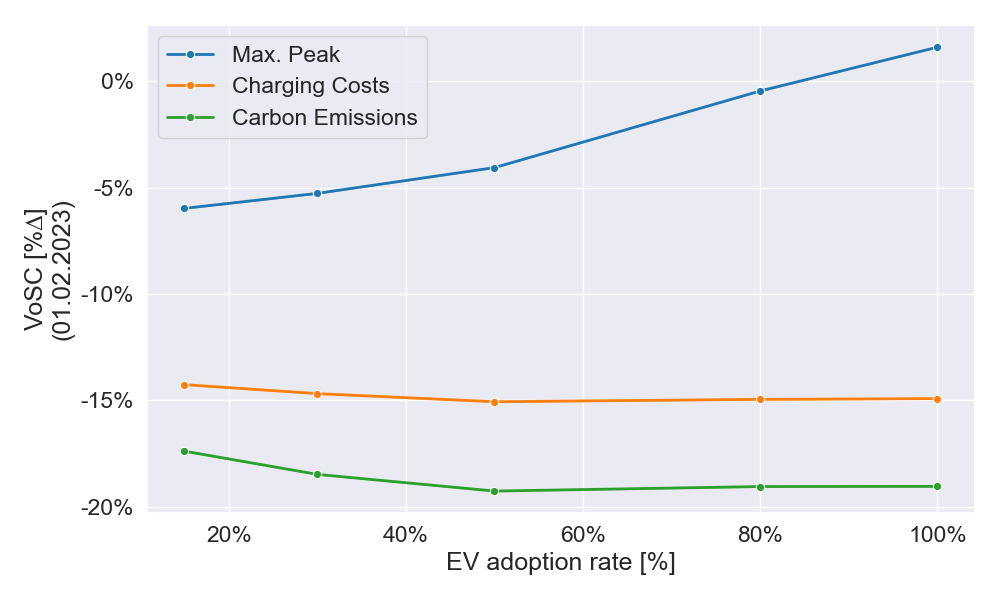 Max. Peak
Charging Costs
Carbon Emissions
0%
-5%
-10%
-15%
-20%
VoSC [%Δ]
(01.02.2023)
20%
40%
60%
80%
100%
EV adoption rate [%]